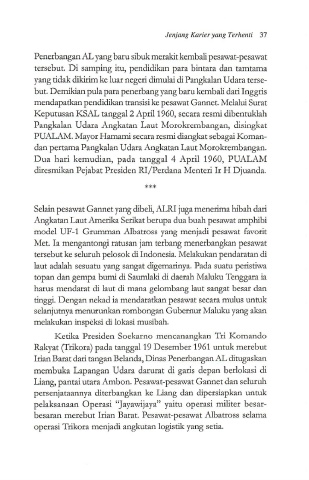 Jenjang Karier yang Terhenti 37
Penerbangan AL yang baru sibuk merakit kembali pesawat-pesawat
tersebut. Di samping itu, pendidikan para bintara dan tamtama
yang tidak dikirim ke luar negeri dimulai di Pangkalan Udara terse-
but. Demikian pula para penerbang yang baru kembali dari Inggris
mendapatkan pendidikan transisi ke pesawat Gannet. Melalui Surat
Keputusan KSAL tanggal 2 April 1960, secara resmi dibentuklah
Pangkalan Udara Angkatan Laut Morokrembangan, disingkat
PUALAM. Mayor Hamami secara resmi diangkat sebagai Koman-
dan pertama Pangkalan Udara Angkatan Laut Morokrembangan.
Dua hari kemudian, pada tanggal 4 April 1960, PUALAM
diresmikan Pejabat Presiden RI/Perdana Menteri Ir H Djuanda.
***
Selain pesawat Gannet yang dibeli, ALRI juga menerima hibah dari
Angkatan Laut Amerika Serikat berupa dua buah pesawat amphibi
model UF-1 Grumman Albatross yang menjadi pesawat favorit
Met. Ia mengantongi ratusan jam terbang menerbangkan pesawat
tersebut ke seluruh pelosok di Indonesia. Melakukan pendaratan di
laut adalah sesuatu yang sangat digemarinya. Pada suatu peristiwa
topan dan gempa bumi di Saumlaki di daerah Maluku Tenggara ia
harus mendarat di laut di mana gelombang laut sangat besar dan
tinggi. Dengan nekad ia mendaratkan pesawat secara mulus untuk
selanjutnya menurunkan rombongan Gubernur Maluku yang akan
melakukan inspeksi di lokasi musibah.
Ketika Presiden Soekarno mencanangkan Tri Komando
Rakyat (Trikora) pada tanggal 19 Desember 1961 untuk merebut
Irian Barat dari tangan Belanda, Dinas Penerbangan AL ditugaskan
membuka Lapangan Udara darurat di garis depan berlokasi di
Liang, pantai utara Ambon. Pesawat-pesawat Gannet dan seluruh
persenjataannya diterbangkan ke Liang dan dipersiapkan untuk
pelaksanaan Operasi “Jayawijaya” yaitu operasi militer besar-
besaran merebut Irian Barat. Pesawat-pesawat Albatross selama
operasi Trikora menjadi angkutan logistik yang setia.